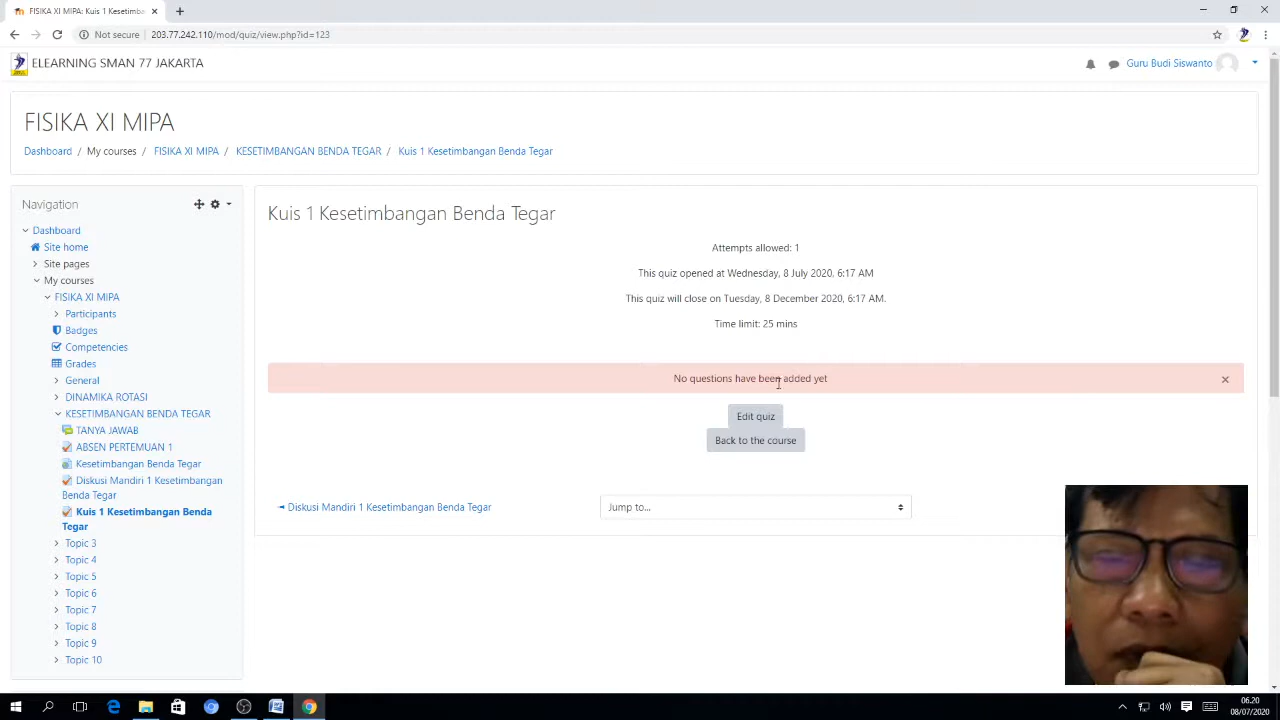 FISIKA XI MIPA: Kuis 1 Kesetimb
Not secure
203.77.242.110/mod/quiz/view.php?id=123
ELEARNING SMAN 77 JAKARTA
Guru Budi Siswanto
FISIKA XI MIPA
Dashboard / My courses / FISIKA XI MIPA / KESETIMBANGAN BENDA TEGAR / Kuis 1 Kesetimbangan Benda Tegar
Navigation
Dashboard
Site home
Site pages
My courses
FISIKA XI MIPA
Participants
Badges
Competencies
Grades
General
DINAMIKA ROTASI
KESETIMBANGAN BENDA TEGAR
TANYA JAWAB
ABSEN PERTEMUAN 1
Kesetimbangan Benda Tegar
Diskusi Mandiri 1 Kesetimbangan
Benda Tegar
Kuis 1 Kesetimbangan Benda
Tegar
Topic 3
Topic 4
Topic 5
Topic 6
Topic 7
Topic 8
Topic 9
Topic 10
Kuis 1 Kesetimbangan Benda Tegar
Attempts allowed: 1
This quiz opened at Wednesday, 8 July 2020, 6:17 AM
This quiz will close on Tuesday, 8 December 2020, 6:17 AM.
Time limit: 25 mins
No questions have been added yet
Edit quiz
Back to the course
◄ Diskusi Mandiri 1 Kesetimbangan Benda Tegar
Jump to...
06.20
08/07/2020